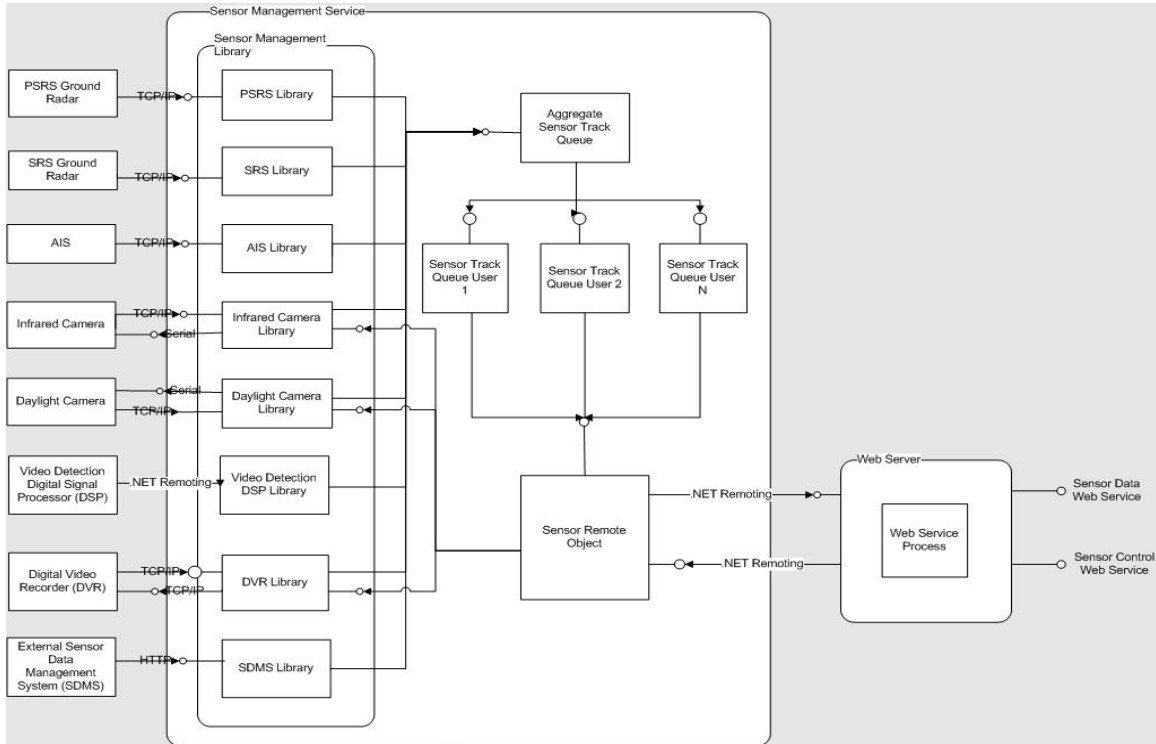 Sensor Management Service
Sensor Management
Library
PSRS Ground
Radar
TCP/IP
PSRS Library
Aggregate
Sensor Track
Queue
SRS Ground
Radar
TCP/IP
SRS Library
AIS
TCP/IP
AIS Library
Sensor Track
Queue User
1
Sensor Track
Queue User 2
Sensor Track
Queue User
N
Infrared Camera
TCP/IP
Serial
Infrared Camera
Library
Daylight Camera
Serial
TCP/IP
Daylight Camera
Library
Video Detection
Digital Signal
Processor (DSP)
.NET Remoting
Video Detection
DSP Library
Sensor Remote
Object
.NET Remoting
.NET Remoting
Web Server
Web Service
Process
Sensor Data
Web Service
Sensor Control
Web Service
Digital Video
Recorder (DVR)
TCP/IP
TCP/IP
DVR Library
External Sensor
Data
Management
System (SDMS)
HTTP
SDMS Library